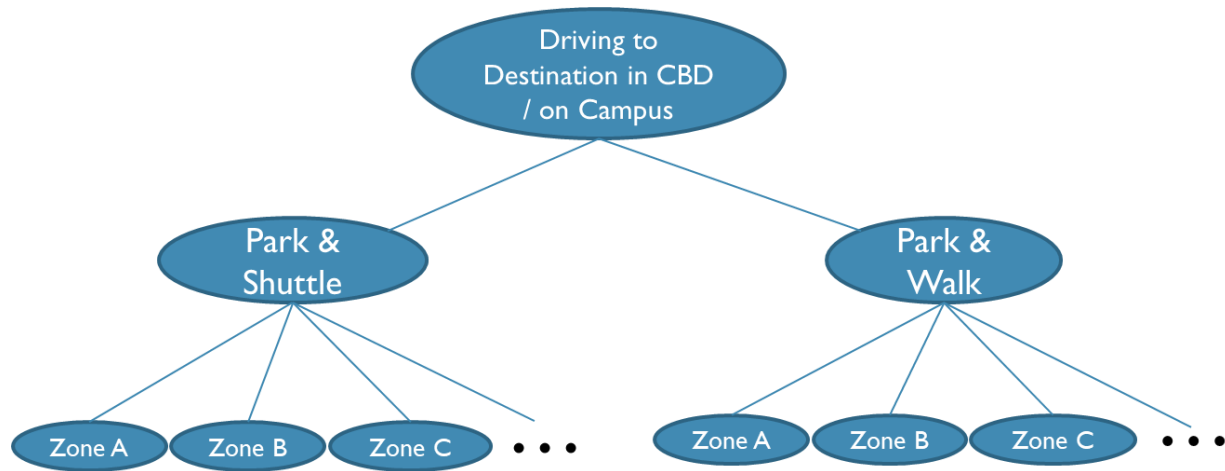 Driving to
Destination in CBD
/ on Campus
Park &
Shuttle
Park &
Walk
Zone A
Zone B
Zone C
• • •
Zone A
Zone B
Zone C
• • •